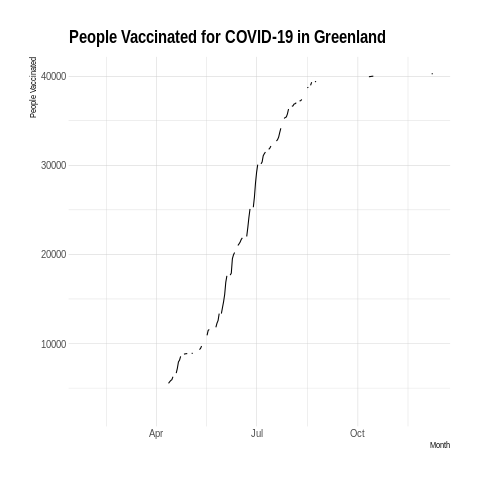 People Vaccinated for COVID-19 in Greenland
People Vaccinated
40000
30000
20000
10000
Apr Jul Oct
Month